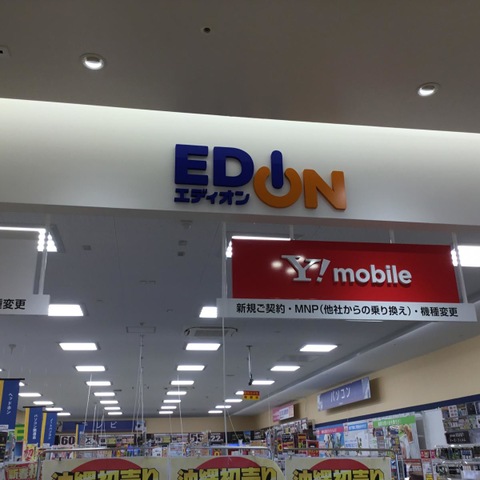 EDION
エディオン
Y! mobile
新規ご契約・MNP(他社からの乗り換え)・機種変更
種変更
パソコン
沖縄初売り
沖縄初売り
沖縄初売り